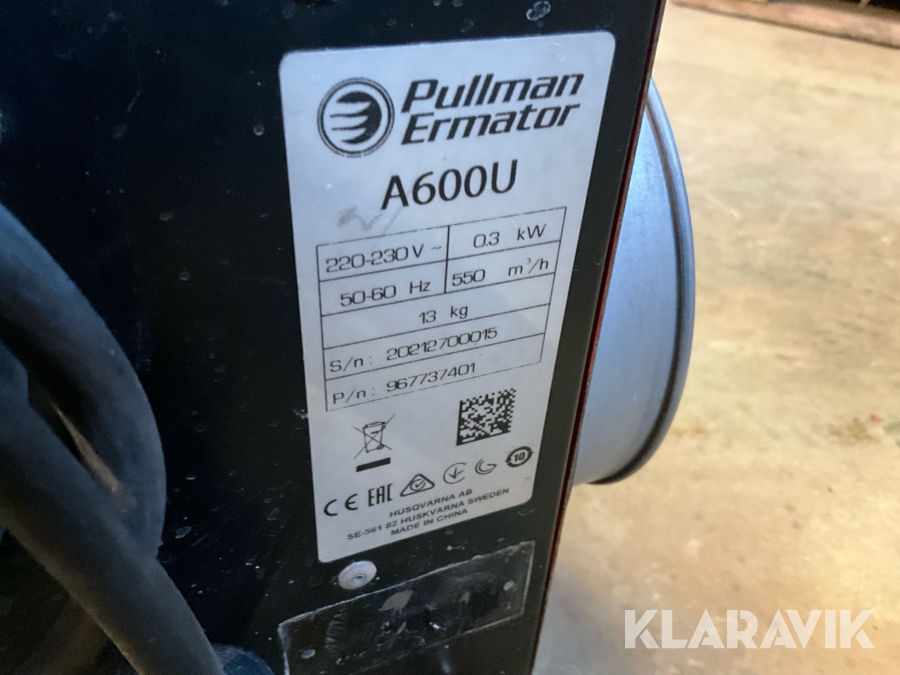 Pullman
Ermator
A600U
220-230 V ~ 0.3 kW
50-60 Hz 550 m³/h
13 kg
S/n: 20212700015
P/n: 967737401
CE EAC 10
HUSQVARNA AB
SE-561 82 HUSKVARNA SWEDEN
MADE IN CHINA
KLARAVIK